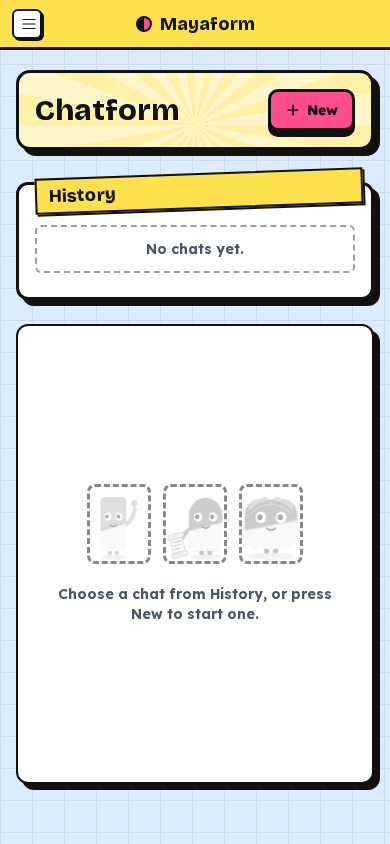 Mayaform
Chatform
New
History
No chats yet.
Choose a chat from History, or press
New to start one.